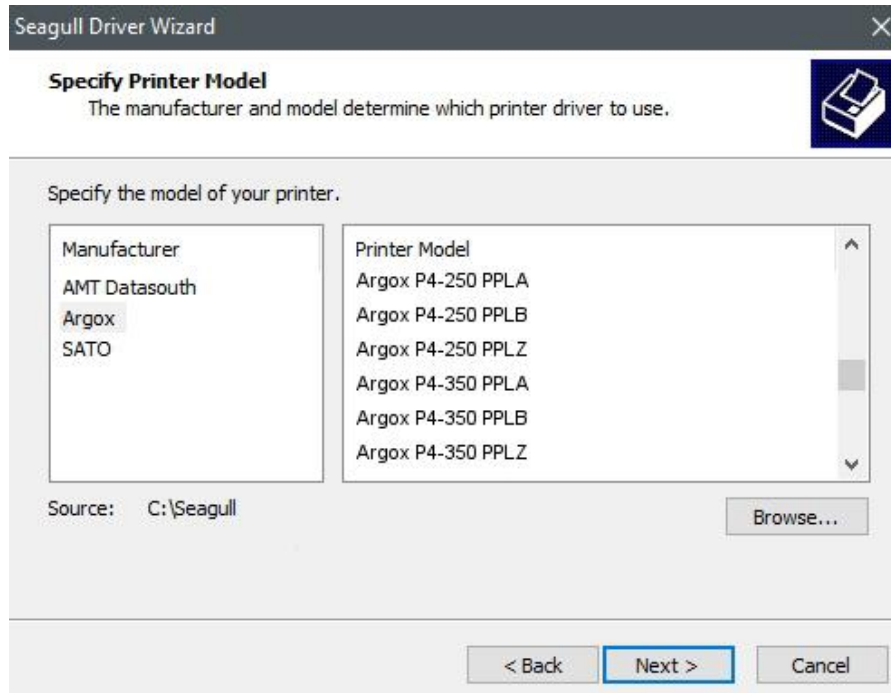 Seagull Driver Wizard
Specify Printer Model
The manufacturer and model determine which printer driver to use.
Specify the model of your printer.
Manufacturer
AMT Datasouth
Argox
SATO
Printer Model
Argox P4-250 PPLA
Argox P4-250 PPLB
Argox P4-250 PPLZ
Argox P4-350 PPLA
Argox P4-350 PPLB
Argox P4-350 PPLZ
Source: C:\Seagull
Browse...
< Back Next > Cancel